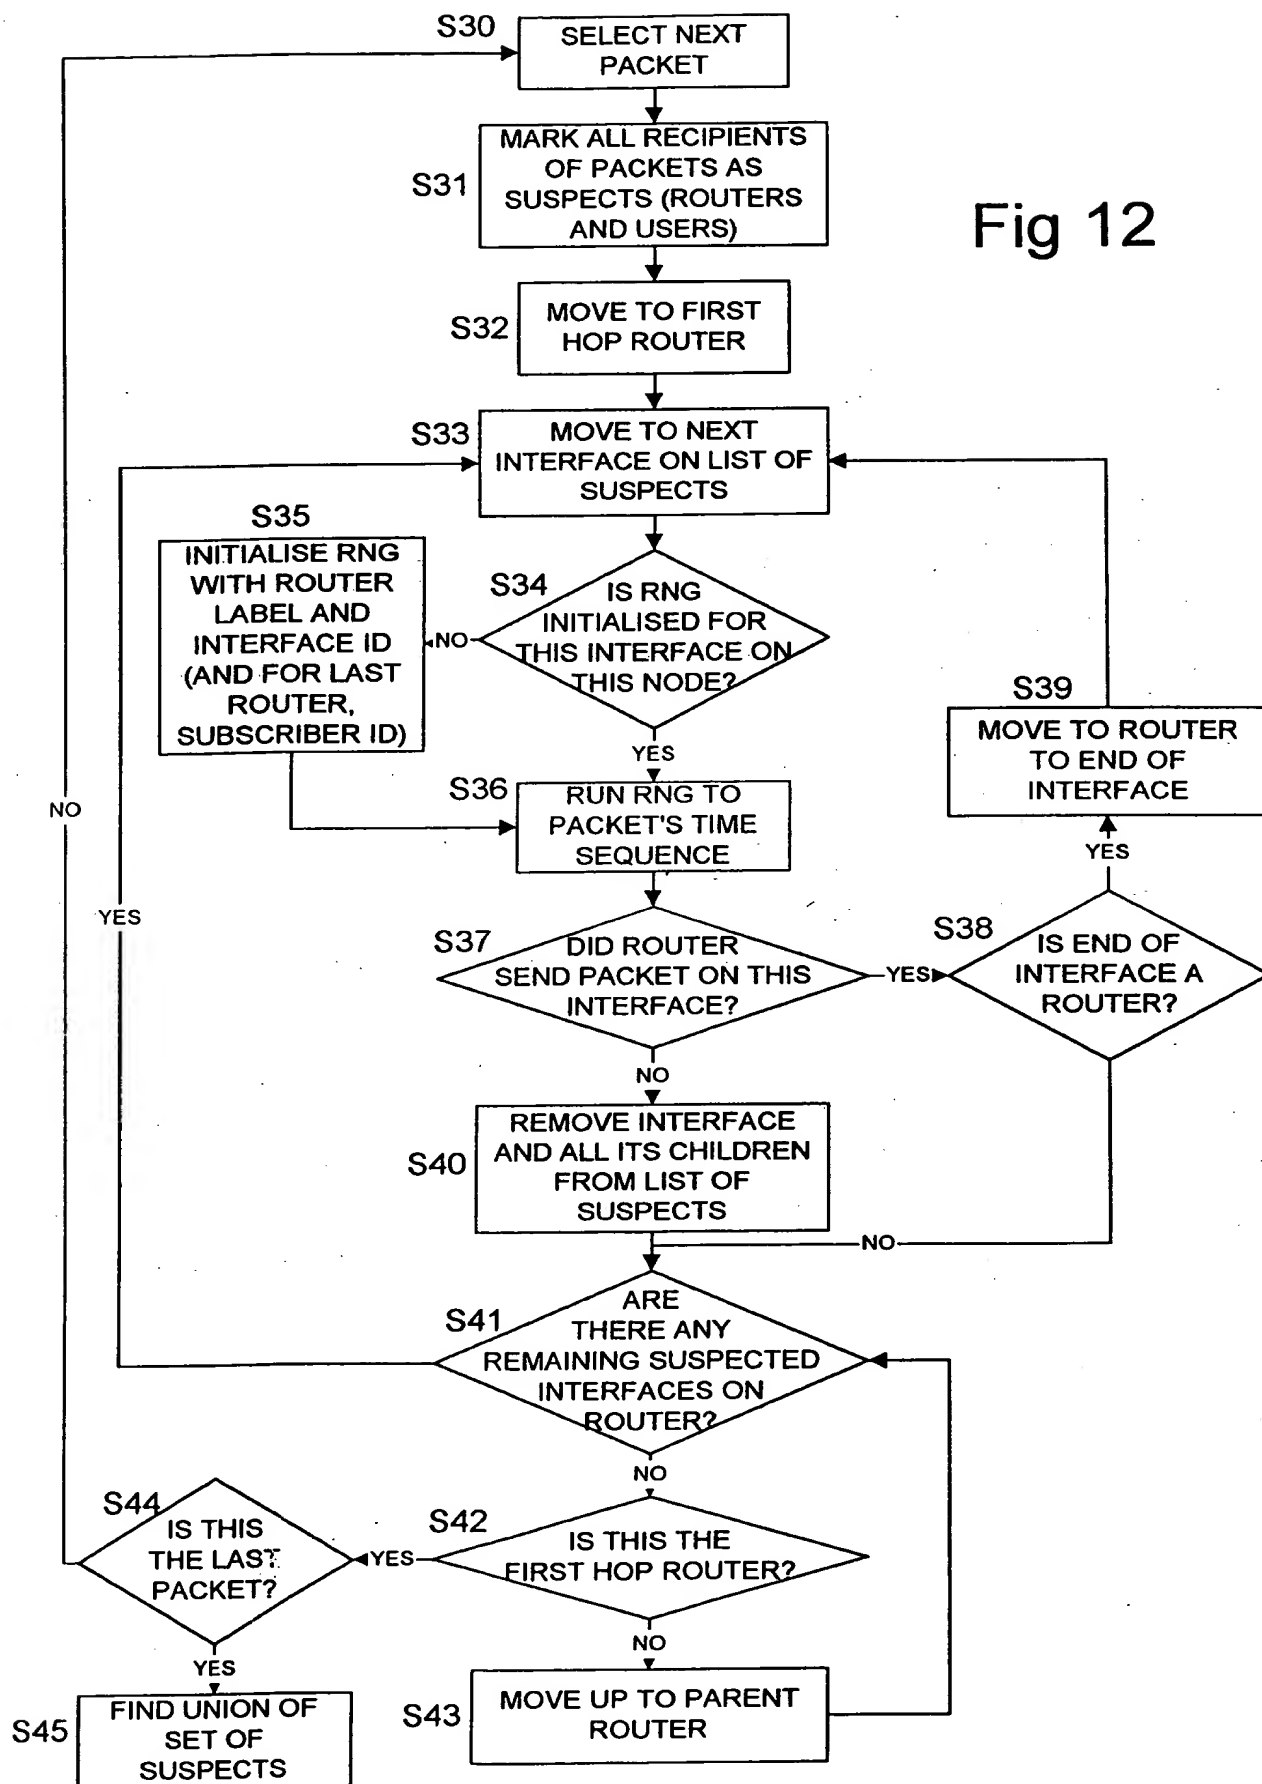 S30
SELECT NEXT
PACKET
S31
MARK ALL RECIPIENTS
OF PACKETS AS
SUSPECTS (ROUTERS
AND USERS)
Fig 12
S32
MOVE TO FIRST
HOP ROUTER
S33
MOVE TO NEXT
INTERFACE ON LIST OF
SUSPECTS
S35
INITIALISE RNG
WITH ROUTER
LABEL AND
INTERFACE ID
(AND FOR LAST
ROUTER,
SUBSCRIBER ID)
S34
IS RNG
INITIALISED FOR
THIS INTERFACE ON
THIS NODE?
NO
YES
S39
MOVE TO ROUTER
TO END OF
INTERFACE
S36
RUN RNG TO
PACKET'S TIME
SEQUENCE
NO
YES
YES
S37
DID ROUTER
SEND PACKET ON THIS
INTERFACE?
YES
S38
IS END OF
INTERFACE A
ROUTER?
NO
S40
REMOVE INTERFACE
AND ALL ITS CHILDREN
FROM LIST OF
SUSPECTS
NO
S41
ARE
THERE ANY
REMAINING SUSPECTED
INTERFACES ON
ROUTER?
NO
S44
IS THIS
THE LAST
PACKET?
YES
S42
IS THIS THE
FIRST HOP ROUTER?
NO
YES
S43
MOVE UP TO PARENT
ROUTER
S45
FIND UNION OF
SET OF
SUSPECTS